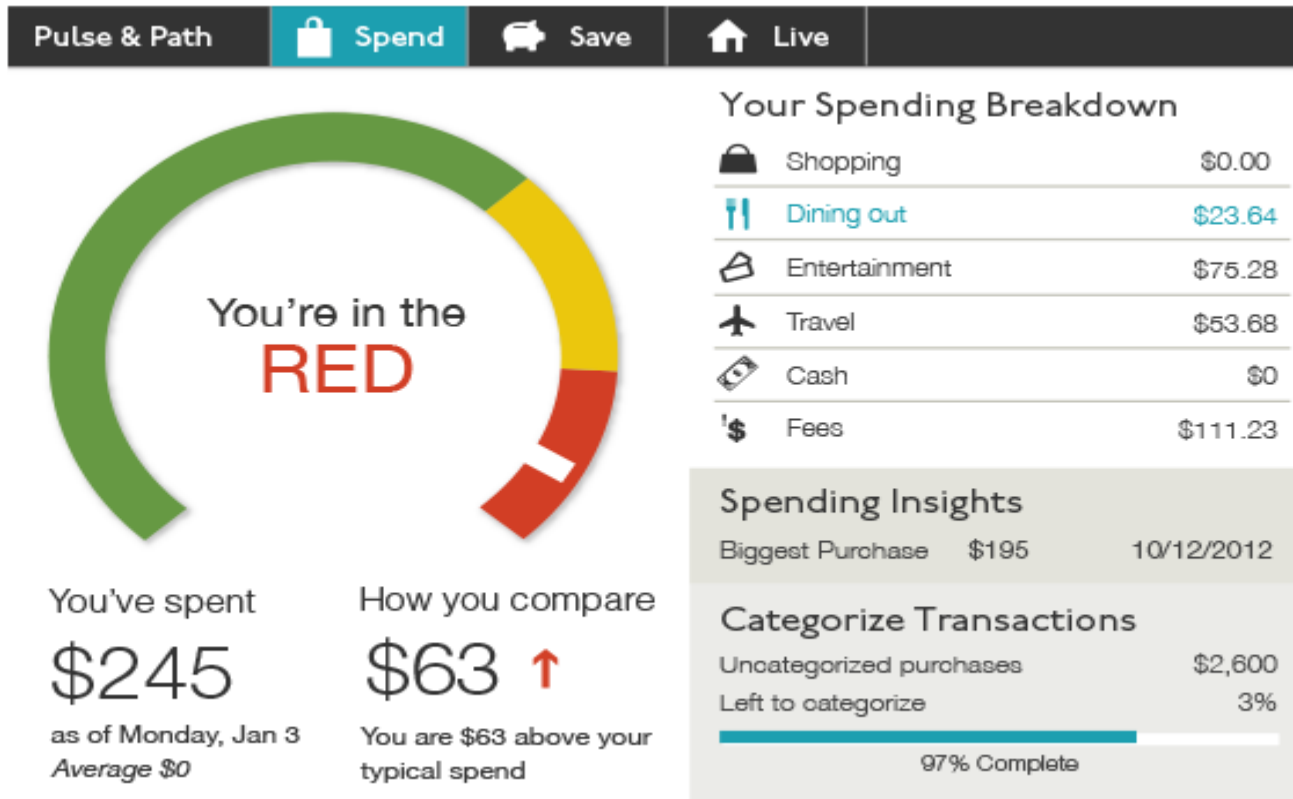 Pulse & Path Spend Save Live
You're in the
RED
You've spent
$245
as of Monday, Jan 3
Average $0
How you compare
$63 ↑
You are $63 above your
typical spend
Your Spending Breakdown
Shopping $0.00
Dining out $23.64
Entertainment $75.28
Travel $53.68
Cash $0
Fees $111.23
Spending Insights
Biggest Purchase $195 10/12/2012
Categorize Transactions
Uncategorized purchases $2,600
Left to categorize 3%
97% Complete